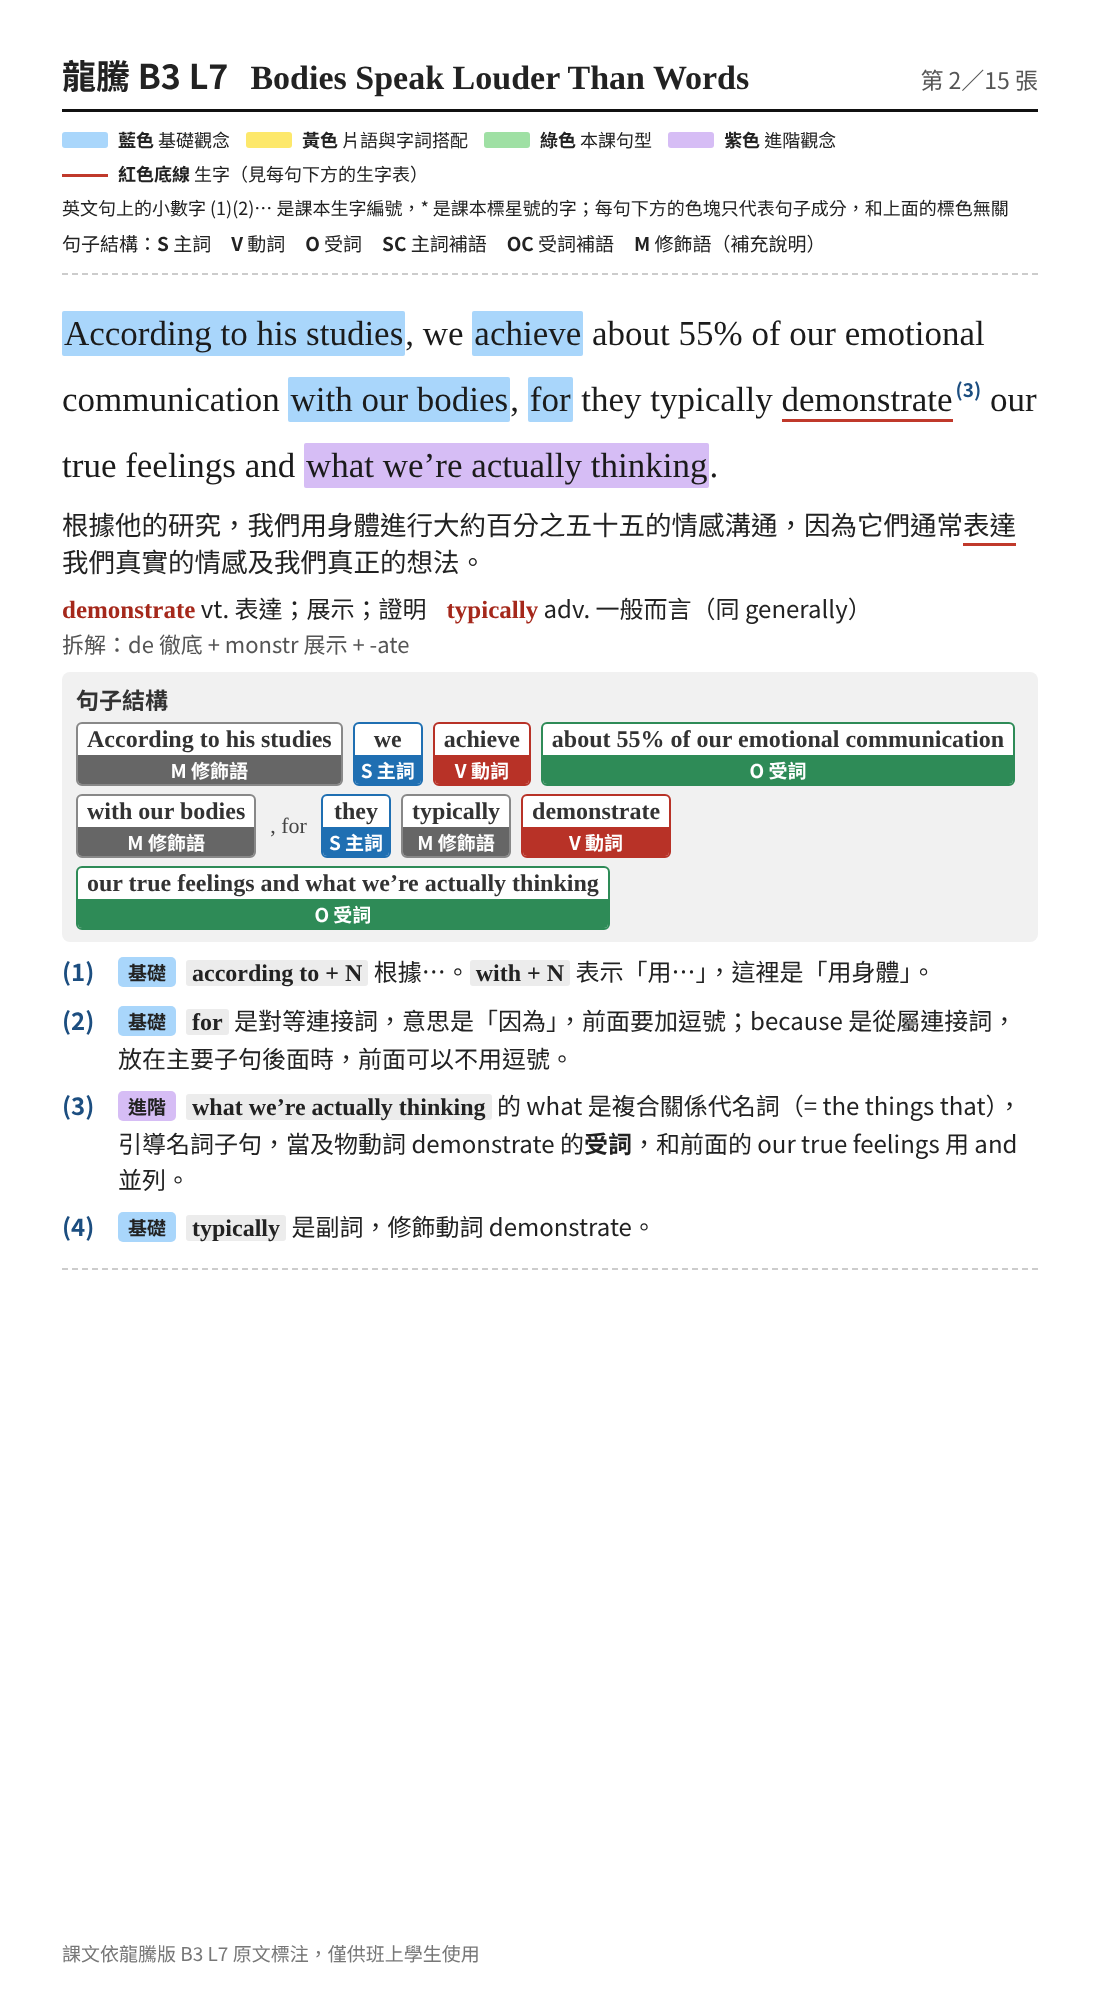 龍騰 B3 L7 Bodies Speak Louder Than Words 第 2／15 張
藍色 基礎觀念 黃色 片語與字詞搭配 綠色 本課句型 紫色 進階觀念
紅色底線 生字（見每句下方的生字表）
英文句上的小數字 (1)(2)⋯ 是課本生字編號，* 是課本標星號的字；每句下方的色塊只代表句子成分，和上面的標色無關
句子結構：S 主詞 V 動詞 O 受詞 SC 主詞補語 OC 受詞補語 M 修飾語（補充說明）
According to his studies, we achieve about 55% of our emotional
communication with our bodies, for they typically demonstrate(3) our
true feelings and what we’re actually thinking.
根據他的研究，我們用身體進行大約百分之五十五的情感溝通，因為它們通常表達
我們真實的情感及我們真正的想法。
demonstrate vt. 表達；展示；證明 typically adv. 一般而言（同 generally）
拆解：de 徹底 + monstr 展示 + -ate
句子結構
According to his studies we achieve about 55% of our emotional communication
M 修飾語 S 主詞 V 動詞 O 受詞
with our bodies , for they typically demonstrate
M 修飾語 S 主詞 M 修飾語 V 動詞
our true feelings and what we’re actually thinking
O 受詞
(1) 基礎 according to + N 根據⋯。with + N 表示「用⋯」，這裡是「用身體」。
(2) 基礎 for 是對等連接詞，意思是「因為」，前面要加逗號；because 是從屬連接詞，
放在主要子句後面時，前面可以不用逗號。
(3) 進階 what we’re actually thinking 的 what 是複合關係代名詞（= the things that），
引導名詞子句，當及物動詞 demonstrate 的受詞，和前面的 our true feelings 用 and
並列。
(4) 基礎 typically 是副詞，修飾動詞 demonstrate。
課文依龍騰版 B3 L7 原文標注，僅供班上學生使用